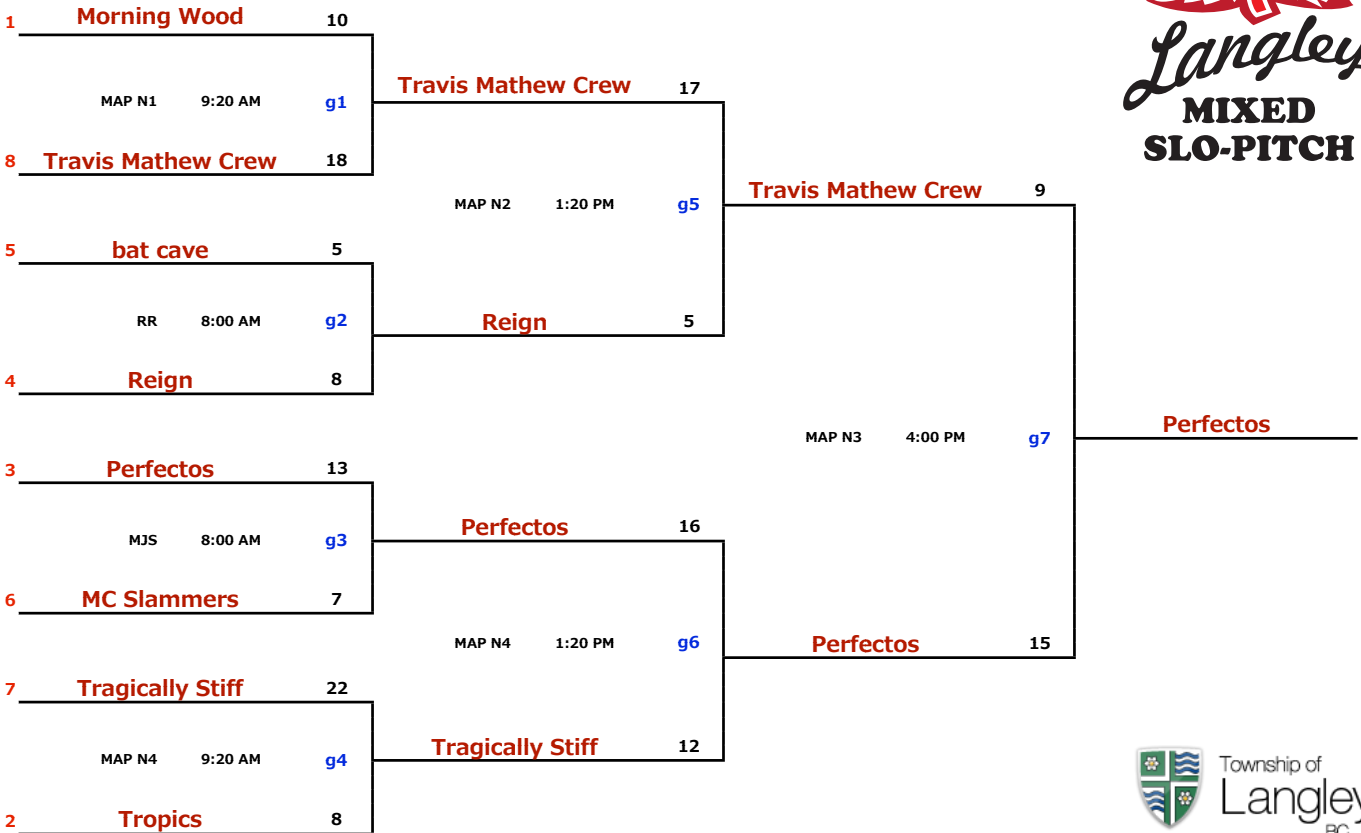 1 Morning Wood 10
MAP N1 9:20 AM g1
8 Travis Mathew Crew 18
5 bat cave 5
RR 8:00 AM g2
4 Reign 8
3 Perfectos 13
MJS 8:00 AM g3
6 MC Slammers 7
7 Tragically Stiff 22
MAP N4 9:20 AM g4
2 Tropics 8
Travis Mathew Crew 17
MAP N2 1:20 PM g5
Reign 5
Perfectos 16
MAP N4 1:20 PM g6
Tragically Stiff 12
Travis Mathew Crew 9
MAP N3 4:00 PM g7
Perfectos 15
Perfectos
Langley
MIXED
SLO-PITCH
Township of
Langley
BC